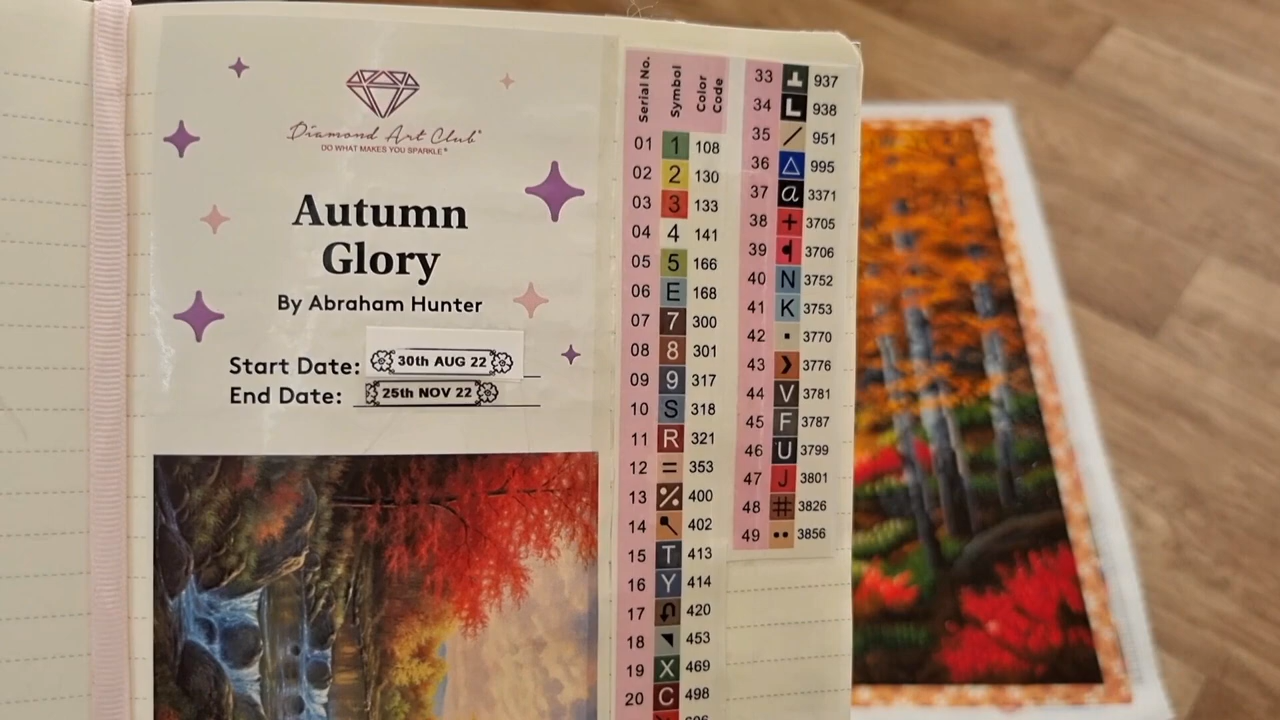 Diamond Art Club®
DO WHAT MAKES YOU SPARKLE®
Autumn
Glory
By Abraham Hunter
Start Date: 30th AUG 22
End Date: 25th NOV 22
Serial No. Symbol Color Code
01 1 108
02 2 130
03 3 133
04 4 141
05 5 166
06 E 168
07 7 300
08 8 301
09 9 317
10 S 318
11 R 321
12 = 353
13 ٪ 400
14 402
15 T 413
16 Y 414
17 420
18 453
19 X 469
20 C 498
33 937
34 L 938
35 / 951
36 △ 995
37 a 3371
38 + 3705
39 3706
40 N 3752
41 K 3753
42 ▪ 3770
43 ❯ 3776
44 V 3781
45 F 3787
46 U 3799
47 J 3801
48 # 3826
49 •• 3856